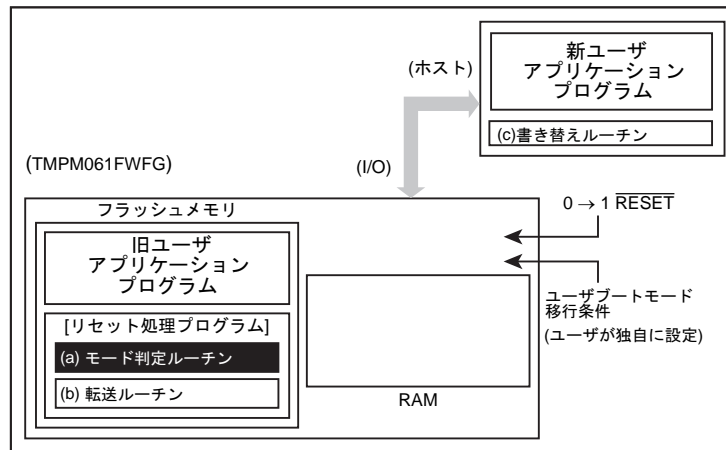 新ユーザ
アプリケーション
プログラム
(ホスト)
(c)書き替えルーチン
(TMPM061FWFG)
(I/O)
フラッシュメモリ
0 → 1 RESET
旧ユーザ
アプリケーション
プログラム
ユーザブートモード
移行条件
(ユーザが独自に設定)
[リセット処理プログラム]
(a) モード判定ルーチン
(b) 転送ルーチン
RAM